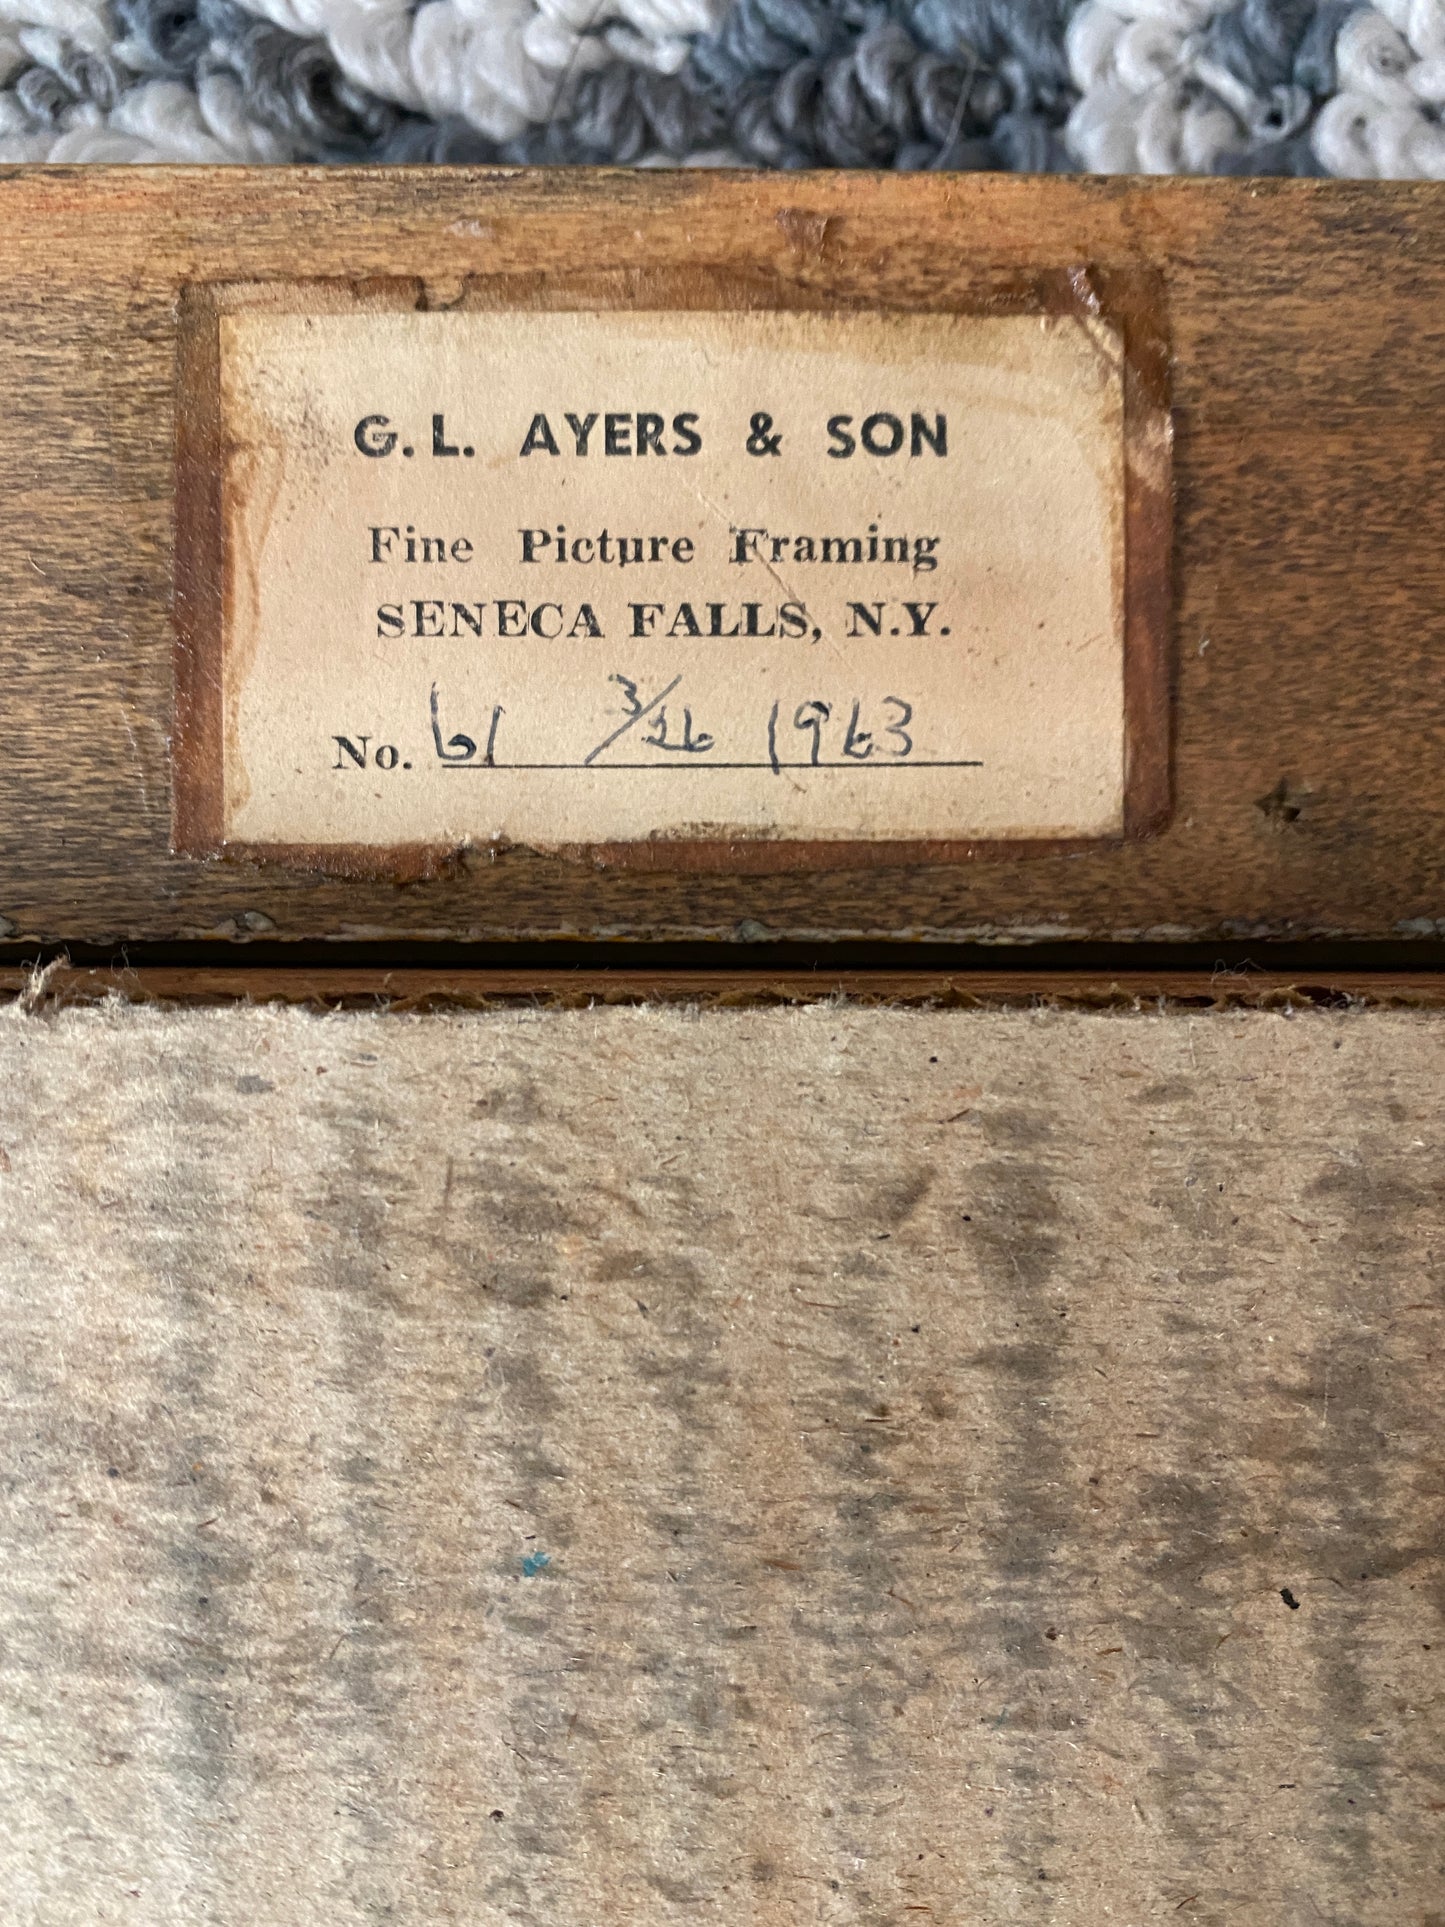 G. L. AYERS & SON
Fine Picture Framing
SENECA FALLS, N.Y.
No. 61 3/26 1963